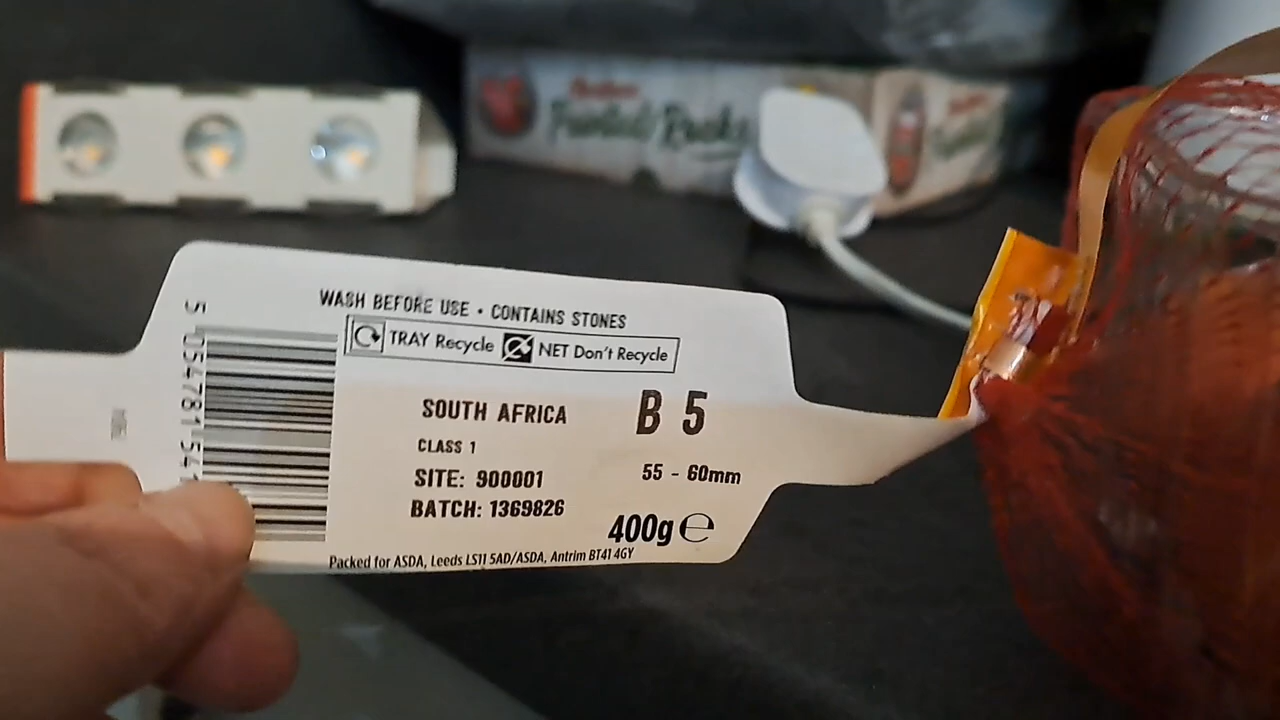 WASH BEFORE USE • CONTAINS STONES
TRAY Recycle NET Don't Recycle
SOUTH AFRICA
B 5
CLASS 1
55 - 60mm
SITE: 900001
BATCH: 1369826
400g ℮
Packed for ASDA, Leeds LS11 5AD/ASDA, Antrim BT41 4GY
5 054781 54